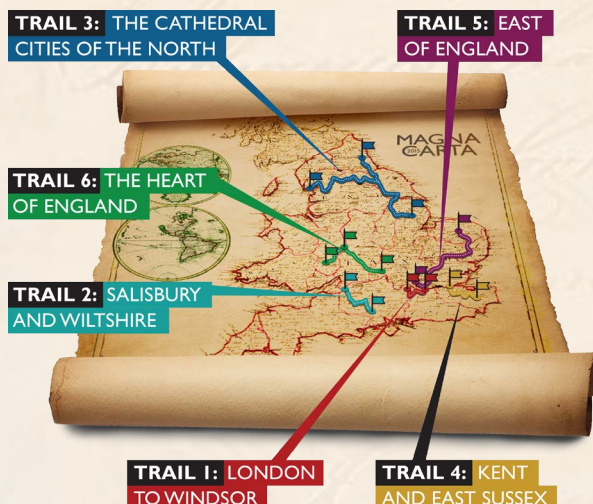 TRAIL 3: THE CATHEDRAL
CITIES OF THE NORTH
TRAIL 5: EAST
OF ENGLAND
MAGNA
CARTA
2015
TRAIL 6: THE HEART
OF ENGLAND
TRAIL 2: SALISBURY
AND WILTSHIRE
TRAIL 1: LONDON
TO WINDSOR
TRAIL 4: KENT
AND EAST SUSSEX